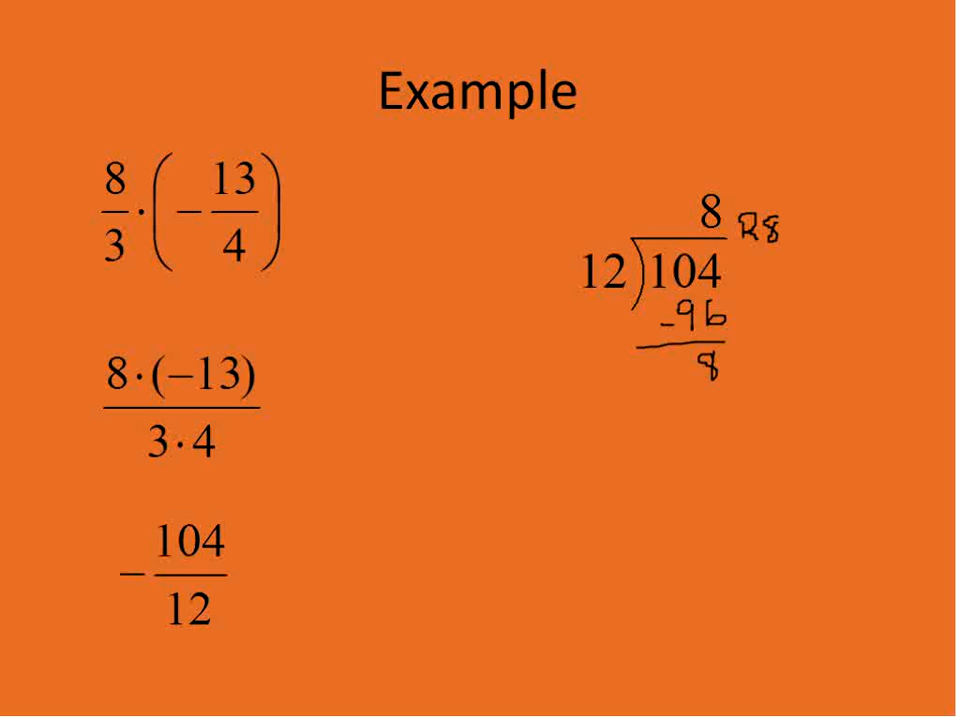 Example
8/3 · (− 13/4)
8 · (−13)
3 · 4
− 104/12
8 R8
12)104
-96
8